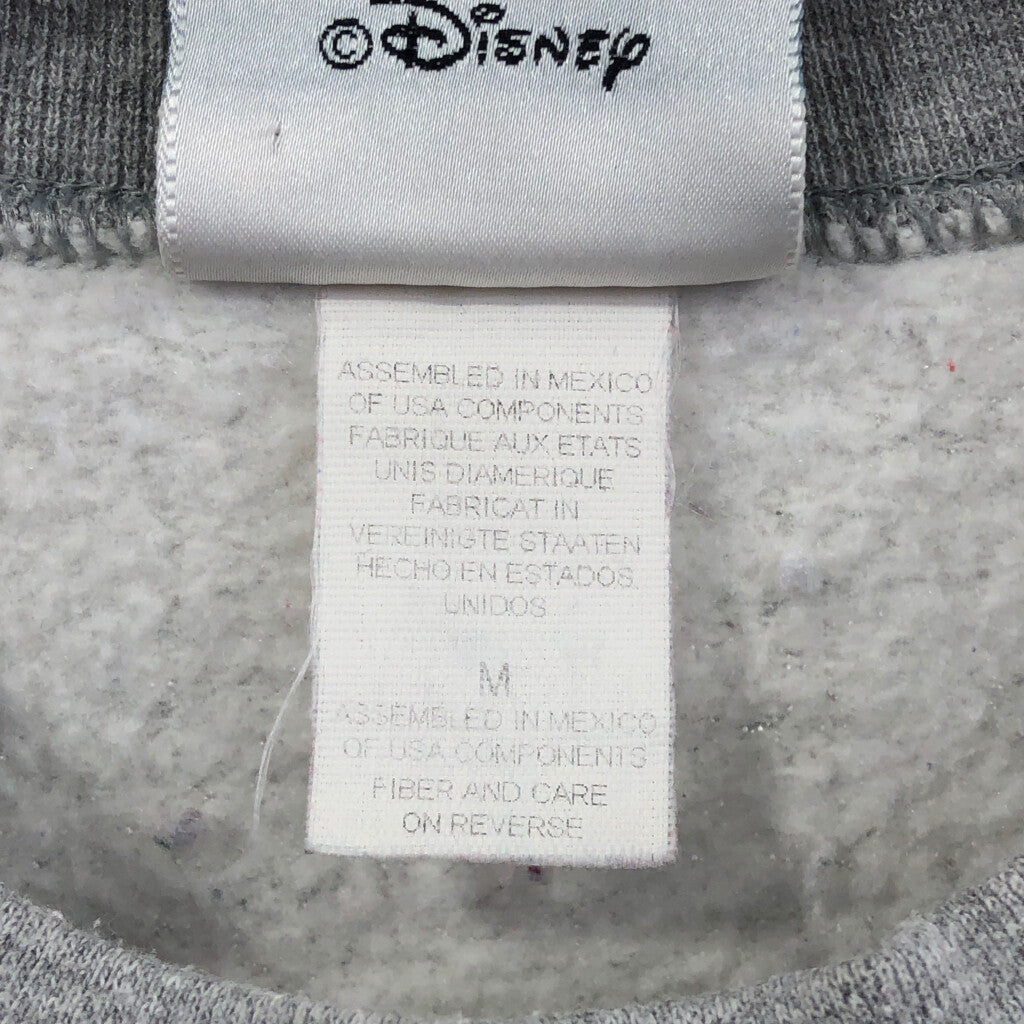 ©Disney
ASSEMBLED IN MEXICO
OF USA COMPONENTS
FABRIQUE AUX ETATS
UNIS DIAMERIQUE
FABRICAT IN
VEREINIGTE STAATEN
HECHO EN ESTADOS
UNIDOS
M
ASSEMBLED IN MEXICO
OF USA COMPONENTS
FIBER AND CARE
ON REVERSE